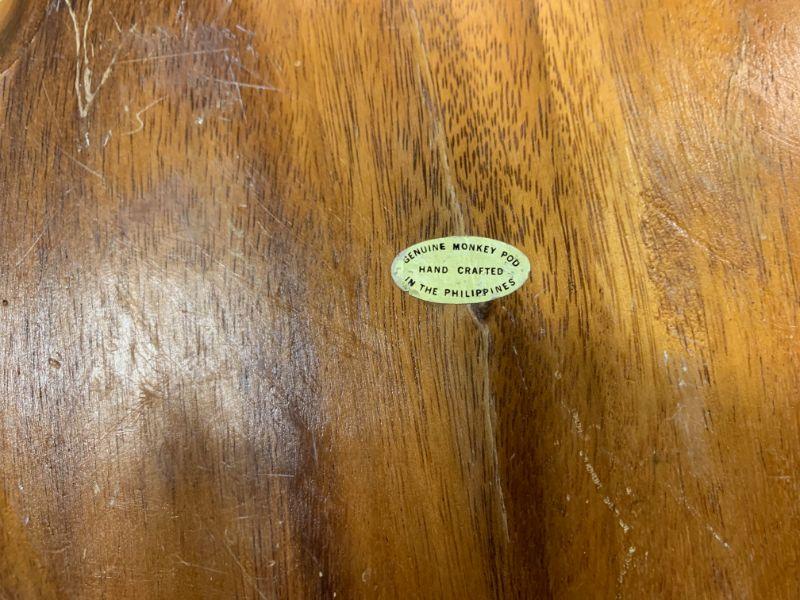 GENUINE MONKEY POD
HAND CRAFTED
IN THE PHILIPPINES